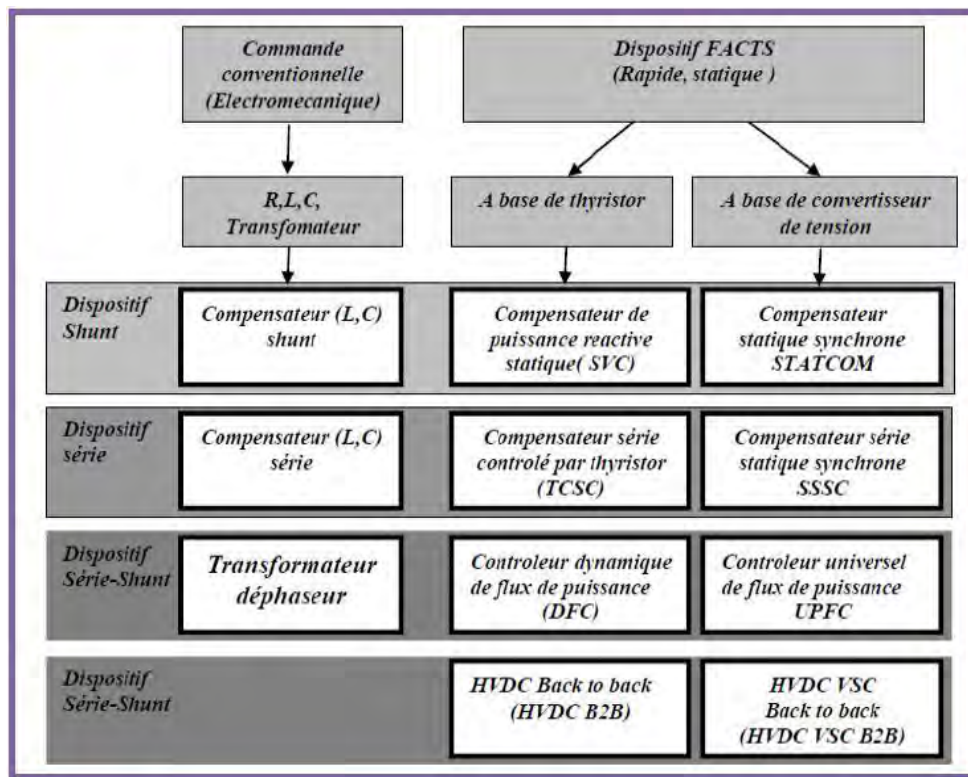 Commande
conventionnelle
(Electromecanique)
Dispositif FACTS
(Rapide, statique )
R,L,C,
Transfomateur
A base de thyristor
A base de convertisseur
de tension
Dispositif
Shunt
Compensateur (L,C)
shunt
Compensateur de
puissance reactive
statique( SVC)
Compensateur
statique synchrone
STATCOM
Dispositif
série
Compensateur (L,C)
série
Compensateur série
controlé par thyristor
(TCSC)
Compensateur série
statique synchrone
SSSC
Dispositif
Série-Shunt
Transformateur
déphaseur
Controleur dynamique
de flux de puissance
(DFC)
Controleur universel
de flux de puissance
UPFC
Dispositif
Série-Shunt
HVDC Back to back
(HVDC B2B)
HVDC VSC
Back to back
(HVDC VSC B2B)